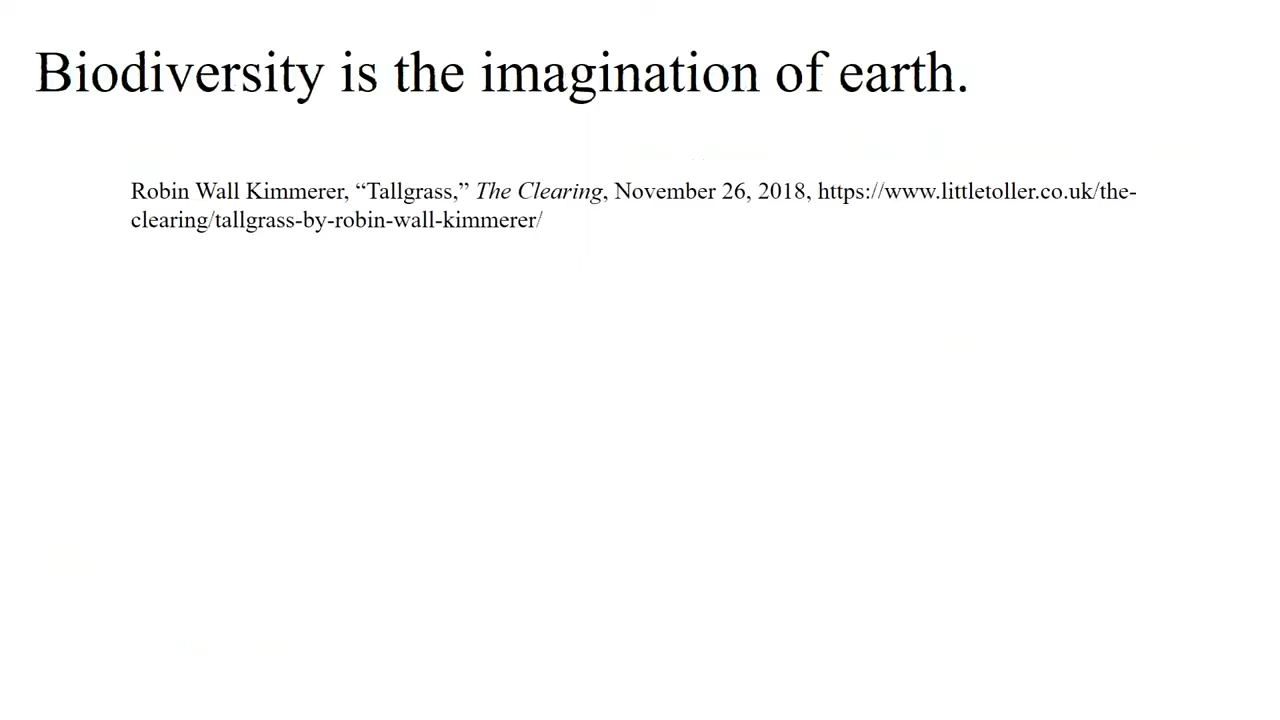 Biodiversity is the imagination of earth.
Robin Wall Kimmerer, “Tallgrass,” The Clearing, November 26, 2018, https://www.littletoller.co.uk/the-
clearing/tallgrass-by-robin-wall-kimmerer/